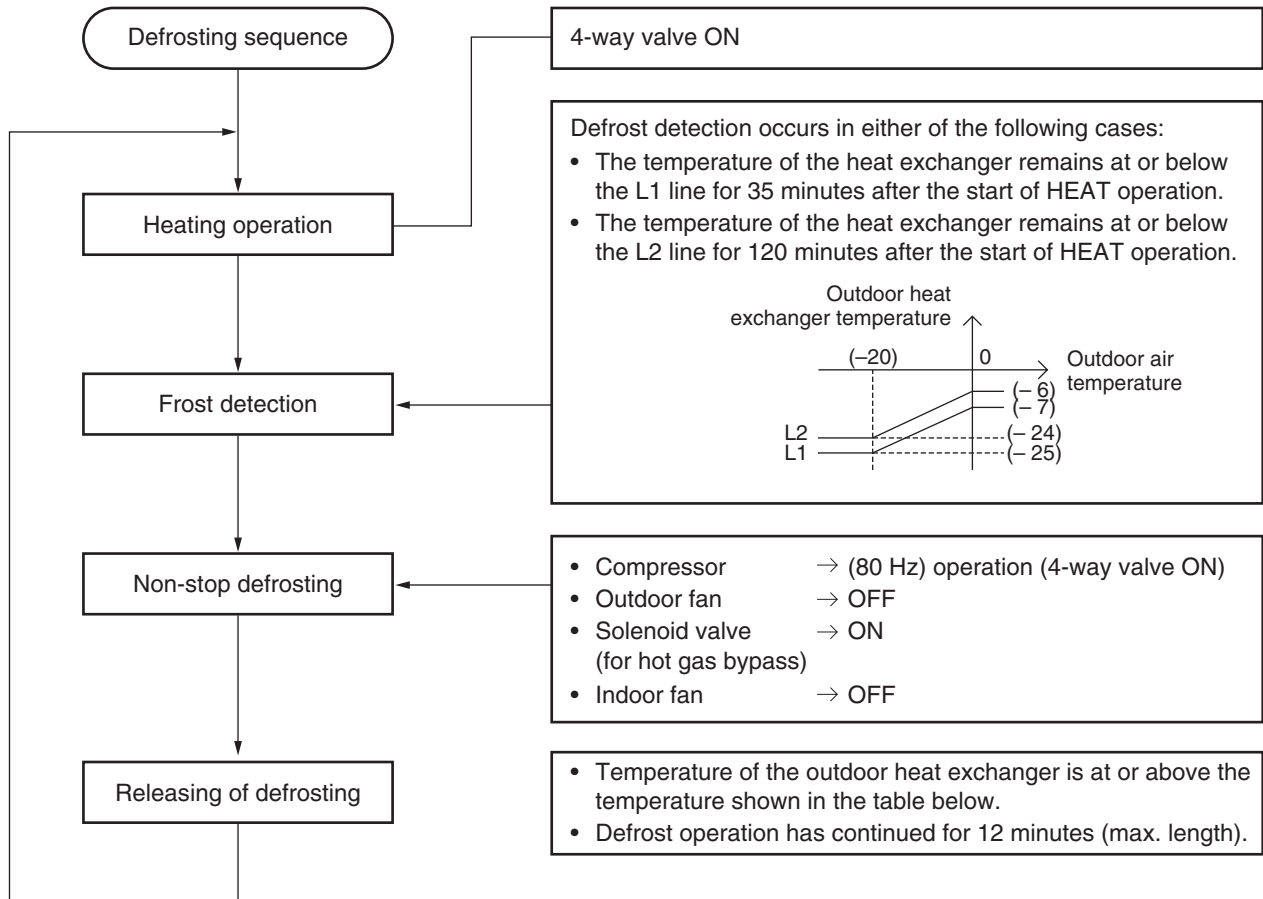 Defrosting sequence
4-way valve ON
Heating operation
Defrost detection occurs in either of the following cases:
• The temperature of the heat exchanger remains at or below
the L1 line for 35 minutes after the start of HEAT operation.
• The temperature of the heat exchanger remains at or below
the L2 line for 120 minutes after the start of HEAT operation.
Outdoor heat
exchanger temperature
(–20)
0
Outdoor air
temperature
(– 6)
(– 7)
L2
(– 24)
L1
(– 25)
Frost detection
Non-stop defrosting
• Compressor → (80 Hz) operation (4-way valve ON)
• Outdoor fan → OFF
• Solenoid valve → ON
(for hot gas bypass)
• Indoor fan → OFF
Releasing of defrosting
• Temperature of the outdoor heat exchanger is at or above the
temperature shown in the table below.
• Defrost operation has continued for 12 minutes (max. length).